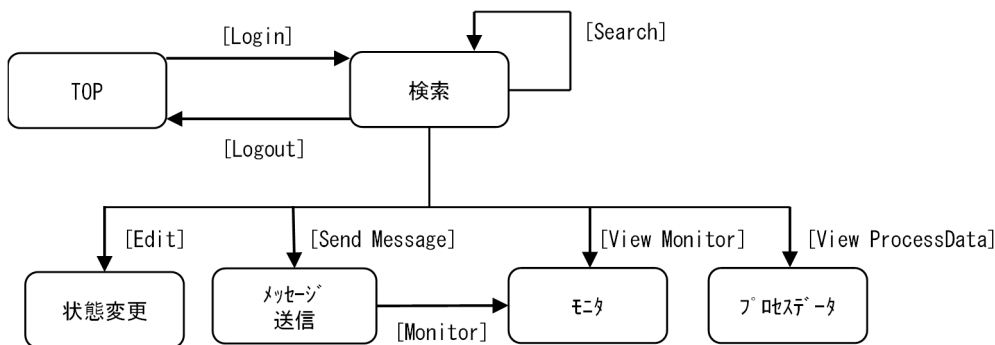 [Login]
[Search]
TOP
検索
[Logout]
[Edit]
[Send Message]
[View Monitor]
[View ProcessData]
状態変更
ﾒｯｾｰｼﾞ
送信
ﾓﾆﾀ
ﾌﾟﾛｾｽﾃﾞｰﾀ
[Monitor]